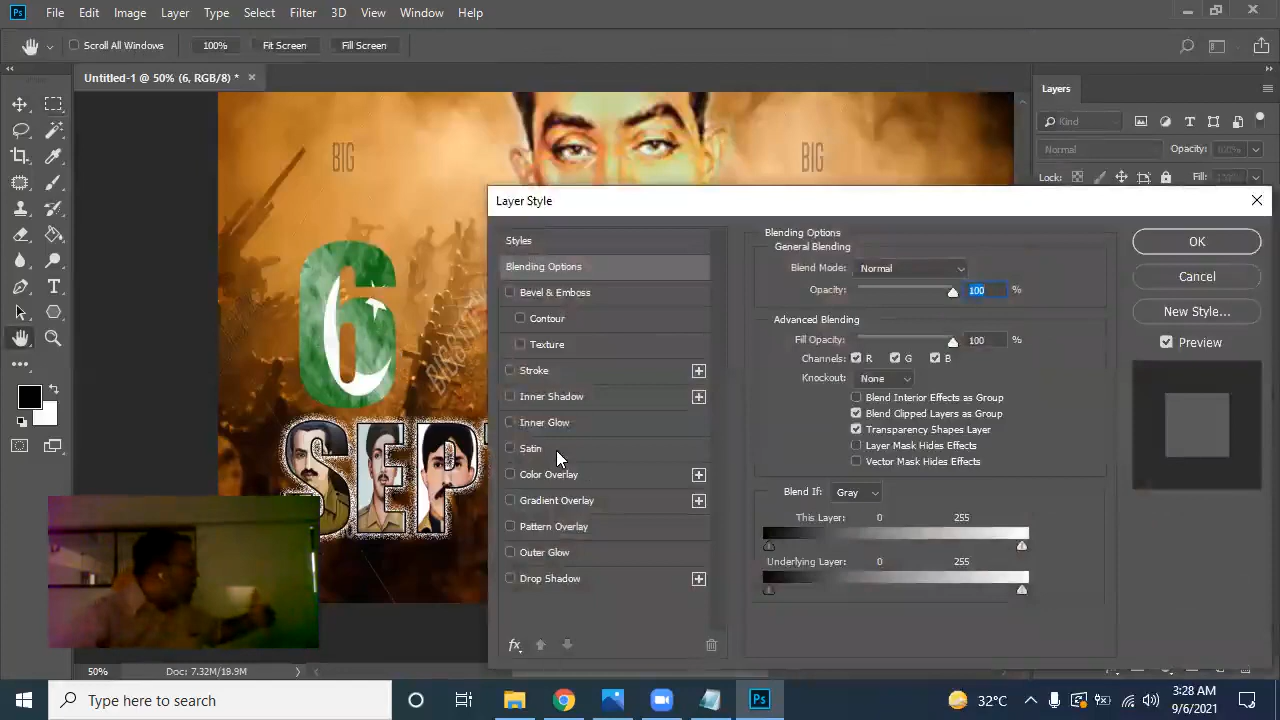 Ps File Edit Image Layer Type Select Filter 3D View Window Help
Scroll All Windows 100% Fit Screen Fill Screen
Untitled-1 @ 50% (6, RGB/8) *
Layers
Kind
Normal Opacity: 100%
Lock: Fill:
BIG BIG
6
SEPT
Layer Style
Styles
Blending Options
Bevel & Emboss
Contour
Texture
Stroke
Inner Shadow
Inner Glow
Satin
Color Overlay
Gradient Overlay
Pattern Overlay
Outer Glow
Drop Shadow
fx
Blending Options
General Blending
Blend Mode: Normal
Opacity: 100 %
Advanced Blending
Fill Opacity: 100 %
Channels: R G B
Knockout: None
Blend Interior Effects as Group
Blend Clipped Layers as Group
Transparency Shapes Layer
Layer Mask Hides Effects
Vector Mask Hides Effects
Blend If: Gray
This Layer: 0 255
Underlying Layer: 0 255
OK
Cancel
New Style...
Preview
50% Doc: 7.32M/19.9M
Type here to search
Ps
32°C
3:28 AM
9/6/2021